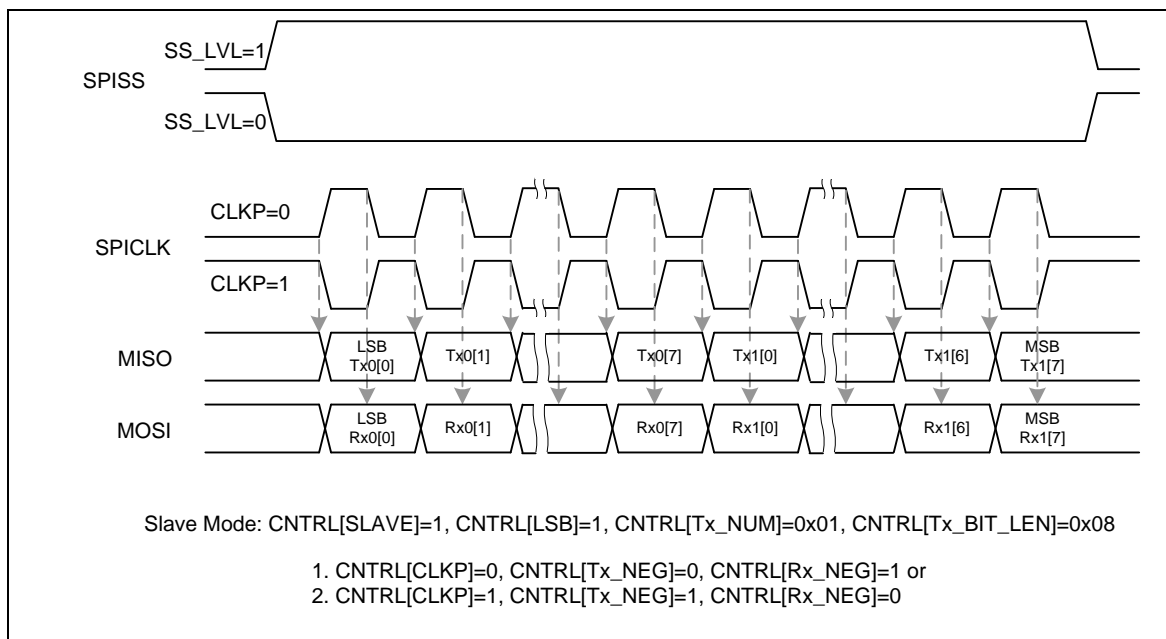 SS_LVL=1
SPISS
SS_LVL=0
CLKP=0
SPICLK
CLKP=1
MISO
LSB
Tx0[0]
Tx0[1]
Tx0[7]
Tx1[0]
Tx1[6]
MSB
Tx1[7]
MOSI
LSB
Rx0[0]
Rx0[1]
Rx0[7]
Rx1[0]
Rx1[6]
MSB
Rx1[7]
Slave Mode: CNTRL[SLAVE]=1, CNTRL[LSB]=1, CNTRL[Tx_NUM]=0x01, CNTRL[Tx_BIT_LEN]=0x08
1. CNTRL[CLKP]=0, CNTRL[Tx_NEG]=0, CNTRL[Rx_NEG]=1 or
2. CNTRL[CLKP]=1, CNTRL[Tx_NEG]=1, CNTRL[Rx_NEG]=0